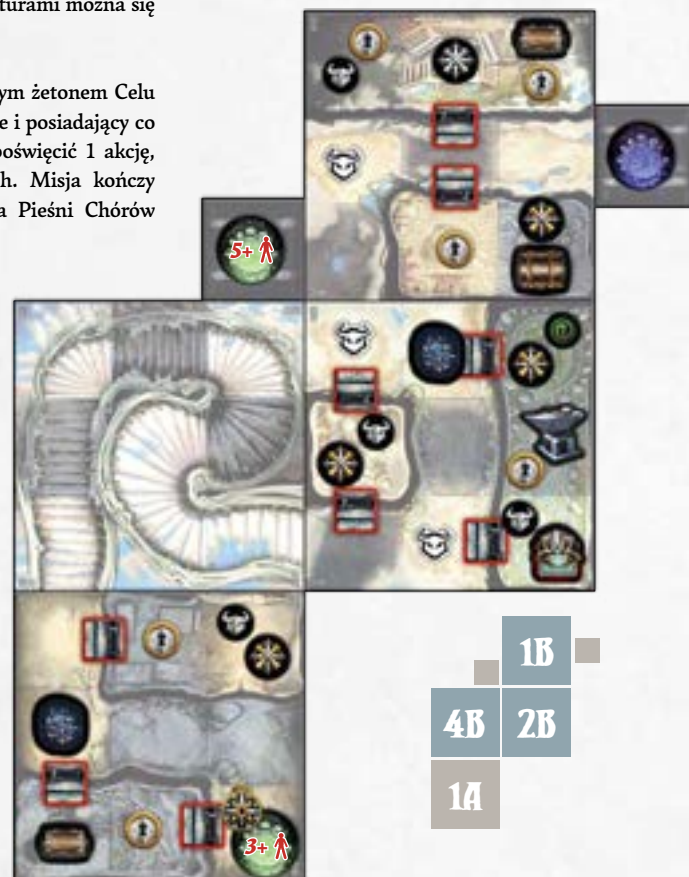 turami można się
ym żetonem Celu
e i posiadający co
poświęcić 1 akcję,
h. Misja kończy
a Pieśni Chórów
5+
3+
1B
4B 2B
1A